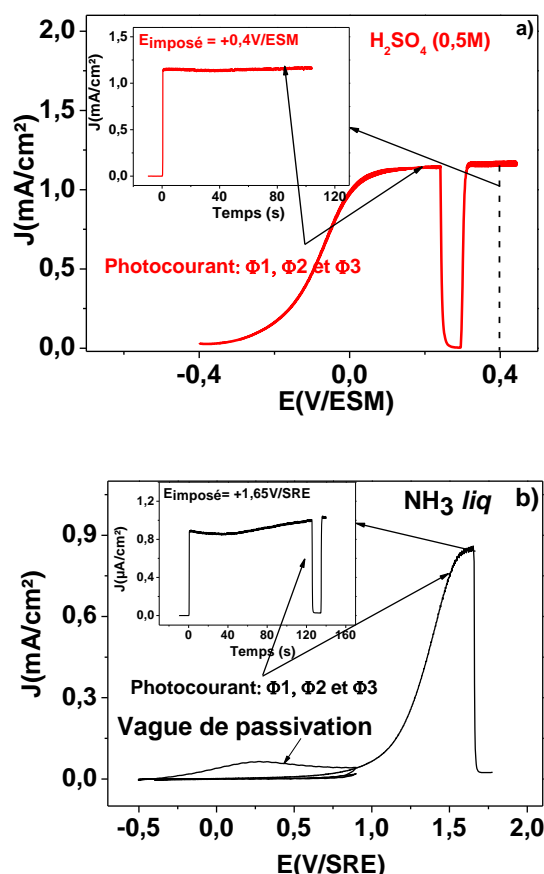 a)
H₂SO₄ (0,5M)
E imposé = +0,4V/ESM
J(mA/cm²)
1,5
1,0
0,5
0,0
0 40 80 120
Temps (s)
J(mA/cm²)
2,0
1,5
1,0
0,5
0,0
Photocourant: Φ1, Φ2 et Φ3
-0,4 0,0 0,4
E(V/ESM)
b)
NH3 liq
E imposé= +1,65V/SRE
J(µA/cm²)
1,2
0,8
0,4
0,0
0 40 80 120 160
Temps (s)
J(mA/cm²)
0,9
0,6
0,3
0,0
Photocourant: Φ1, Φ2 et Φ3
Vague de passivation
-0,5 0,0 0,5 1,0 1,5 2,0
E(V/SRE)